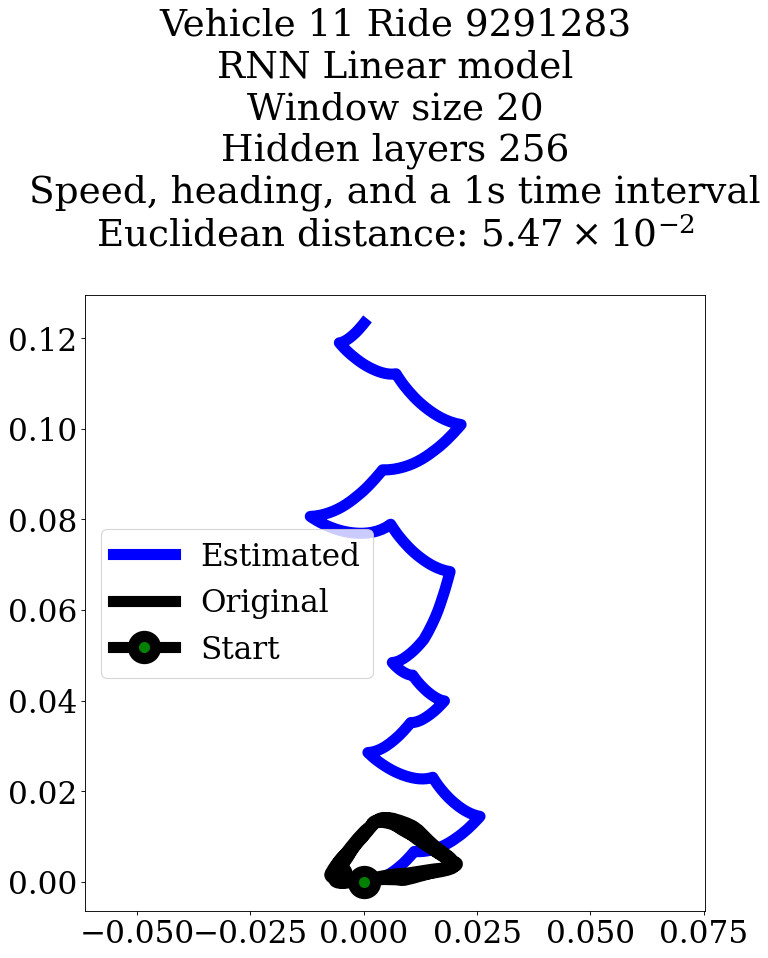 Vehicle 11 Ride 9291283
RNN Linear model
Window size 20
Hidden layers 256
Speed, heading, and a 1s time interval
Euclidean distance: 5.47 × 10⁻²
0.12
0.10
0.08
0.06
0.04
0.02
0.00
Estimated
Original
Start
−0.050 −0.025 0.000 0.025 0.050 0.075